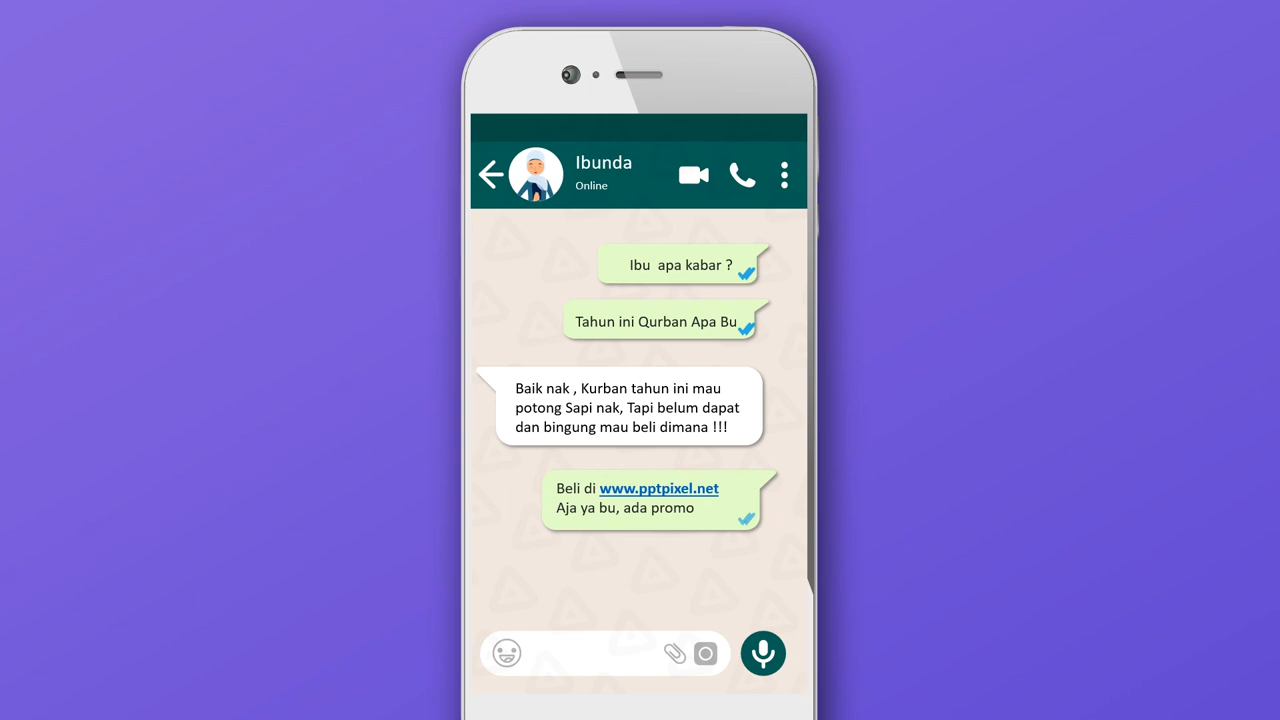 Ibunda
Online
Ibu apa kabar ?
Tahun ini Qurban Apa Bu
Baik nak , Kurban tahun ini mau
potong Sapi nak, Tapi belum dapat
dan bingung mau beli dimana !!!
Beli di www.pptpixel.net
Aja ya bu, ada promo